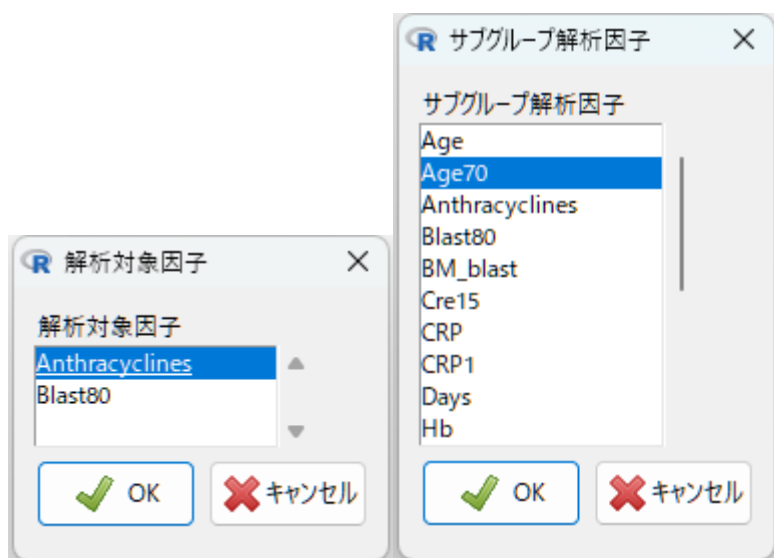 解析対象因子
解析対象因子
Anthracyclines
Blast80
OK
キャンセル
サブグループ解析因子
サブグループ解析因子
Age
Age70
Anthracyclines
Blast80
BM_blast
Cre15
CRP
CRP1
Days
Hb
OK
キャンセル